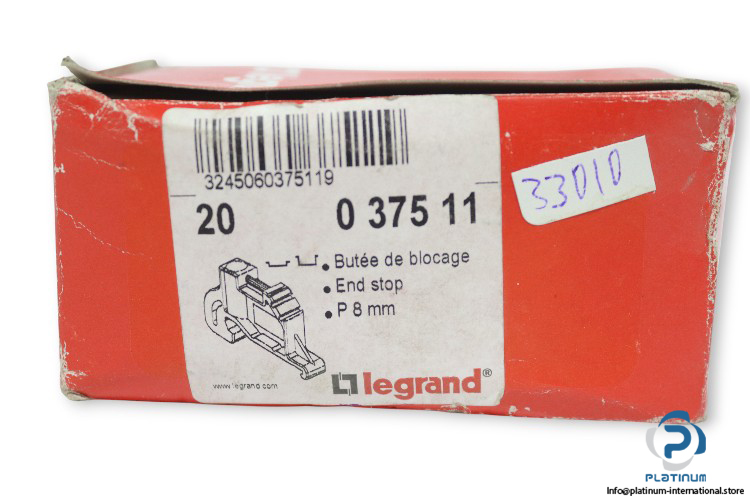 3245060375119
20 0 375 11
Butée de blocage
End stop
P 8 mm
www.legrand.com
legrand®
33010
PLATINUM
Info@platinum-international.store